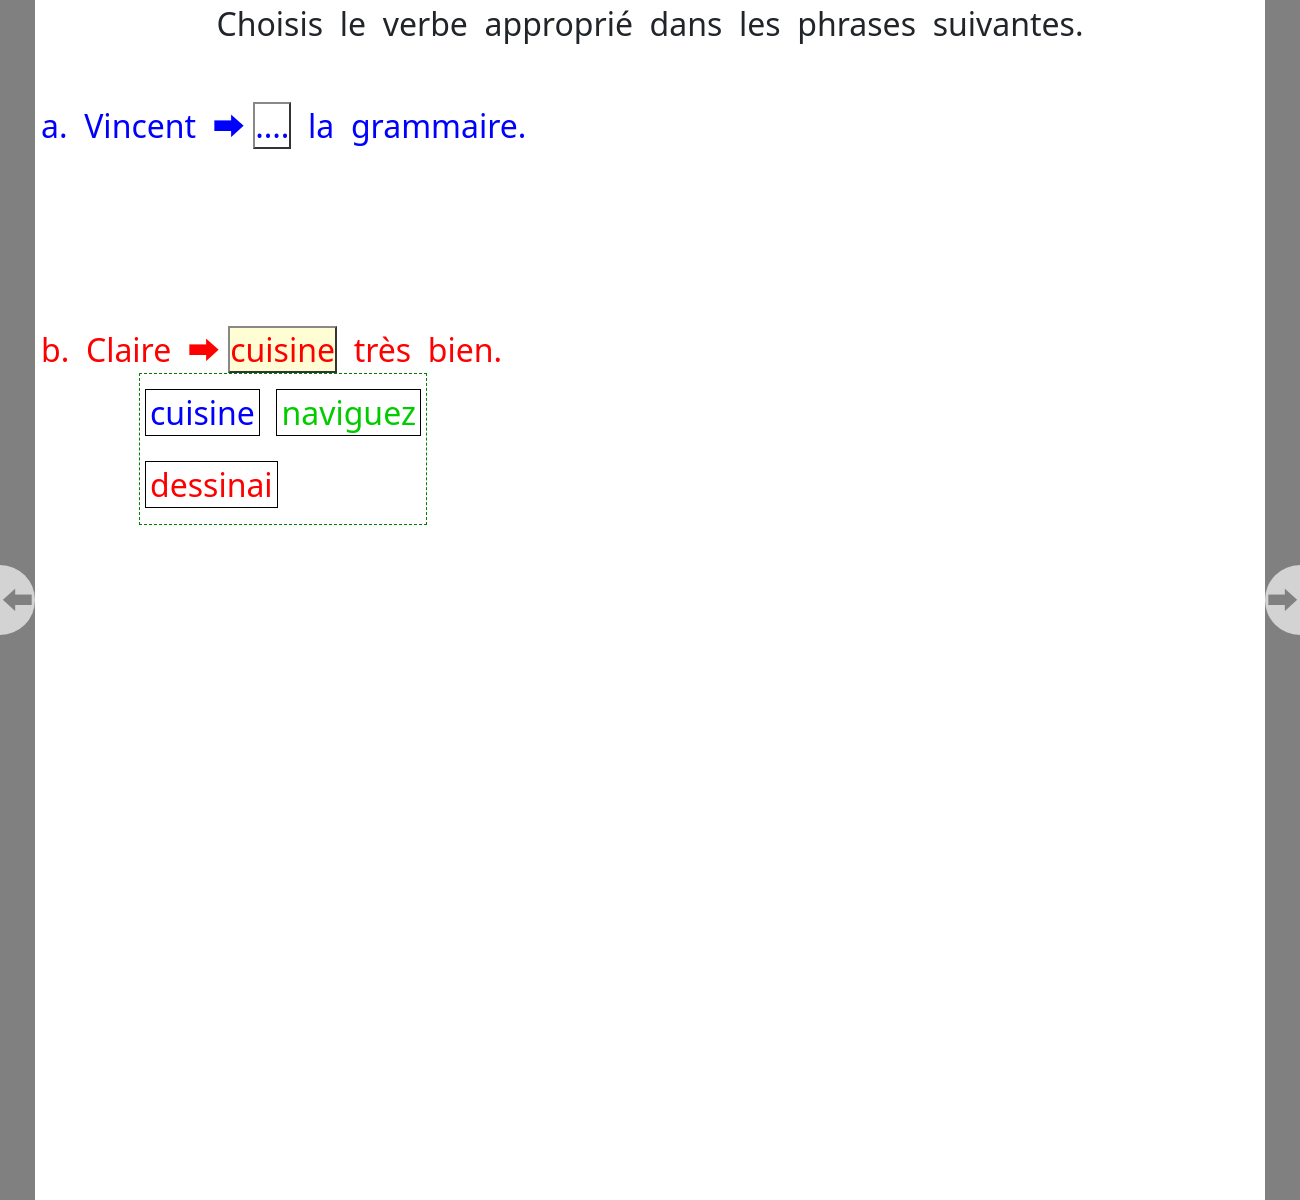 Choisis le verbe approprié dans les phrases suivantes.
a. Vincent 🡆 .... la grammaire.
b. Claire 🡆 cuisine très bien.
cuisine naviguez
dessinai